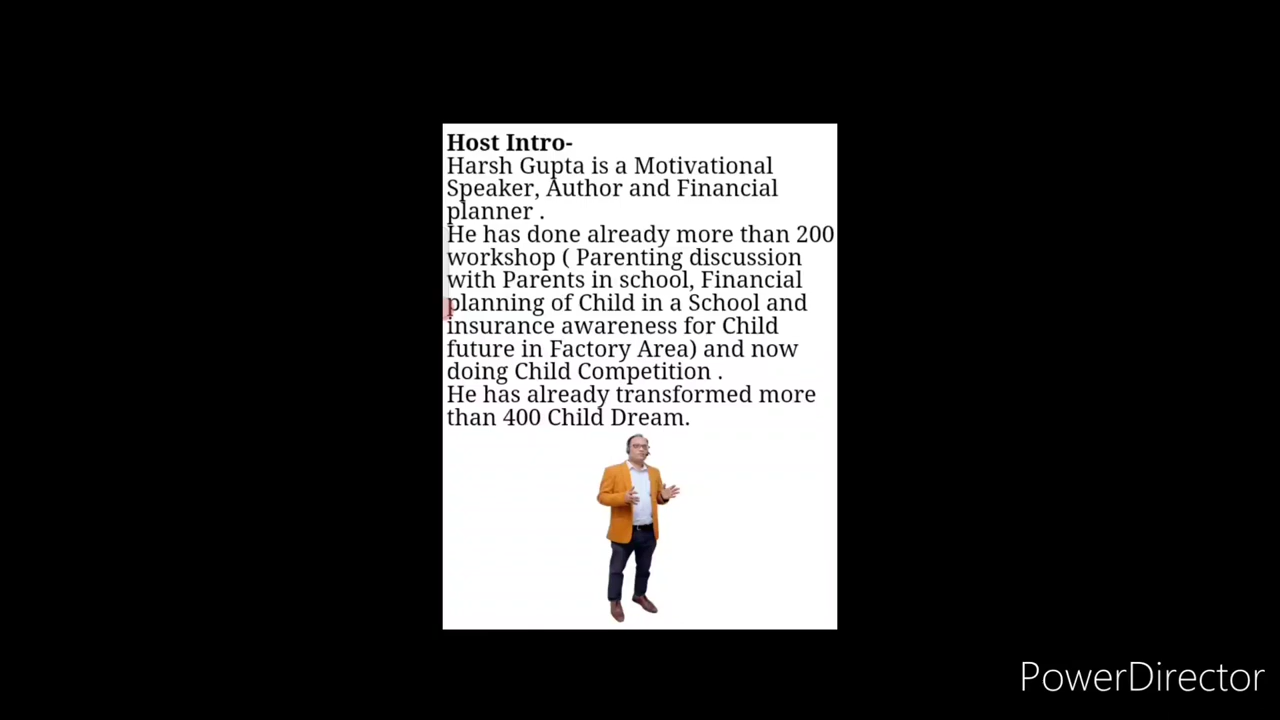 Host Intro-
Harsh Gupta is a Motivational
Speaker, Author and Financial
planner .
He has done already more than 200
workshop ( Parenting discussion
with Parents in school, Financial
planning of Child in a School and
insurance awareness for Child
future in Factory Area) and now
doing Child Competition .
He has already transformed more
than 400 Child Dream.
PowerDirector